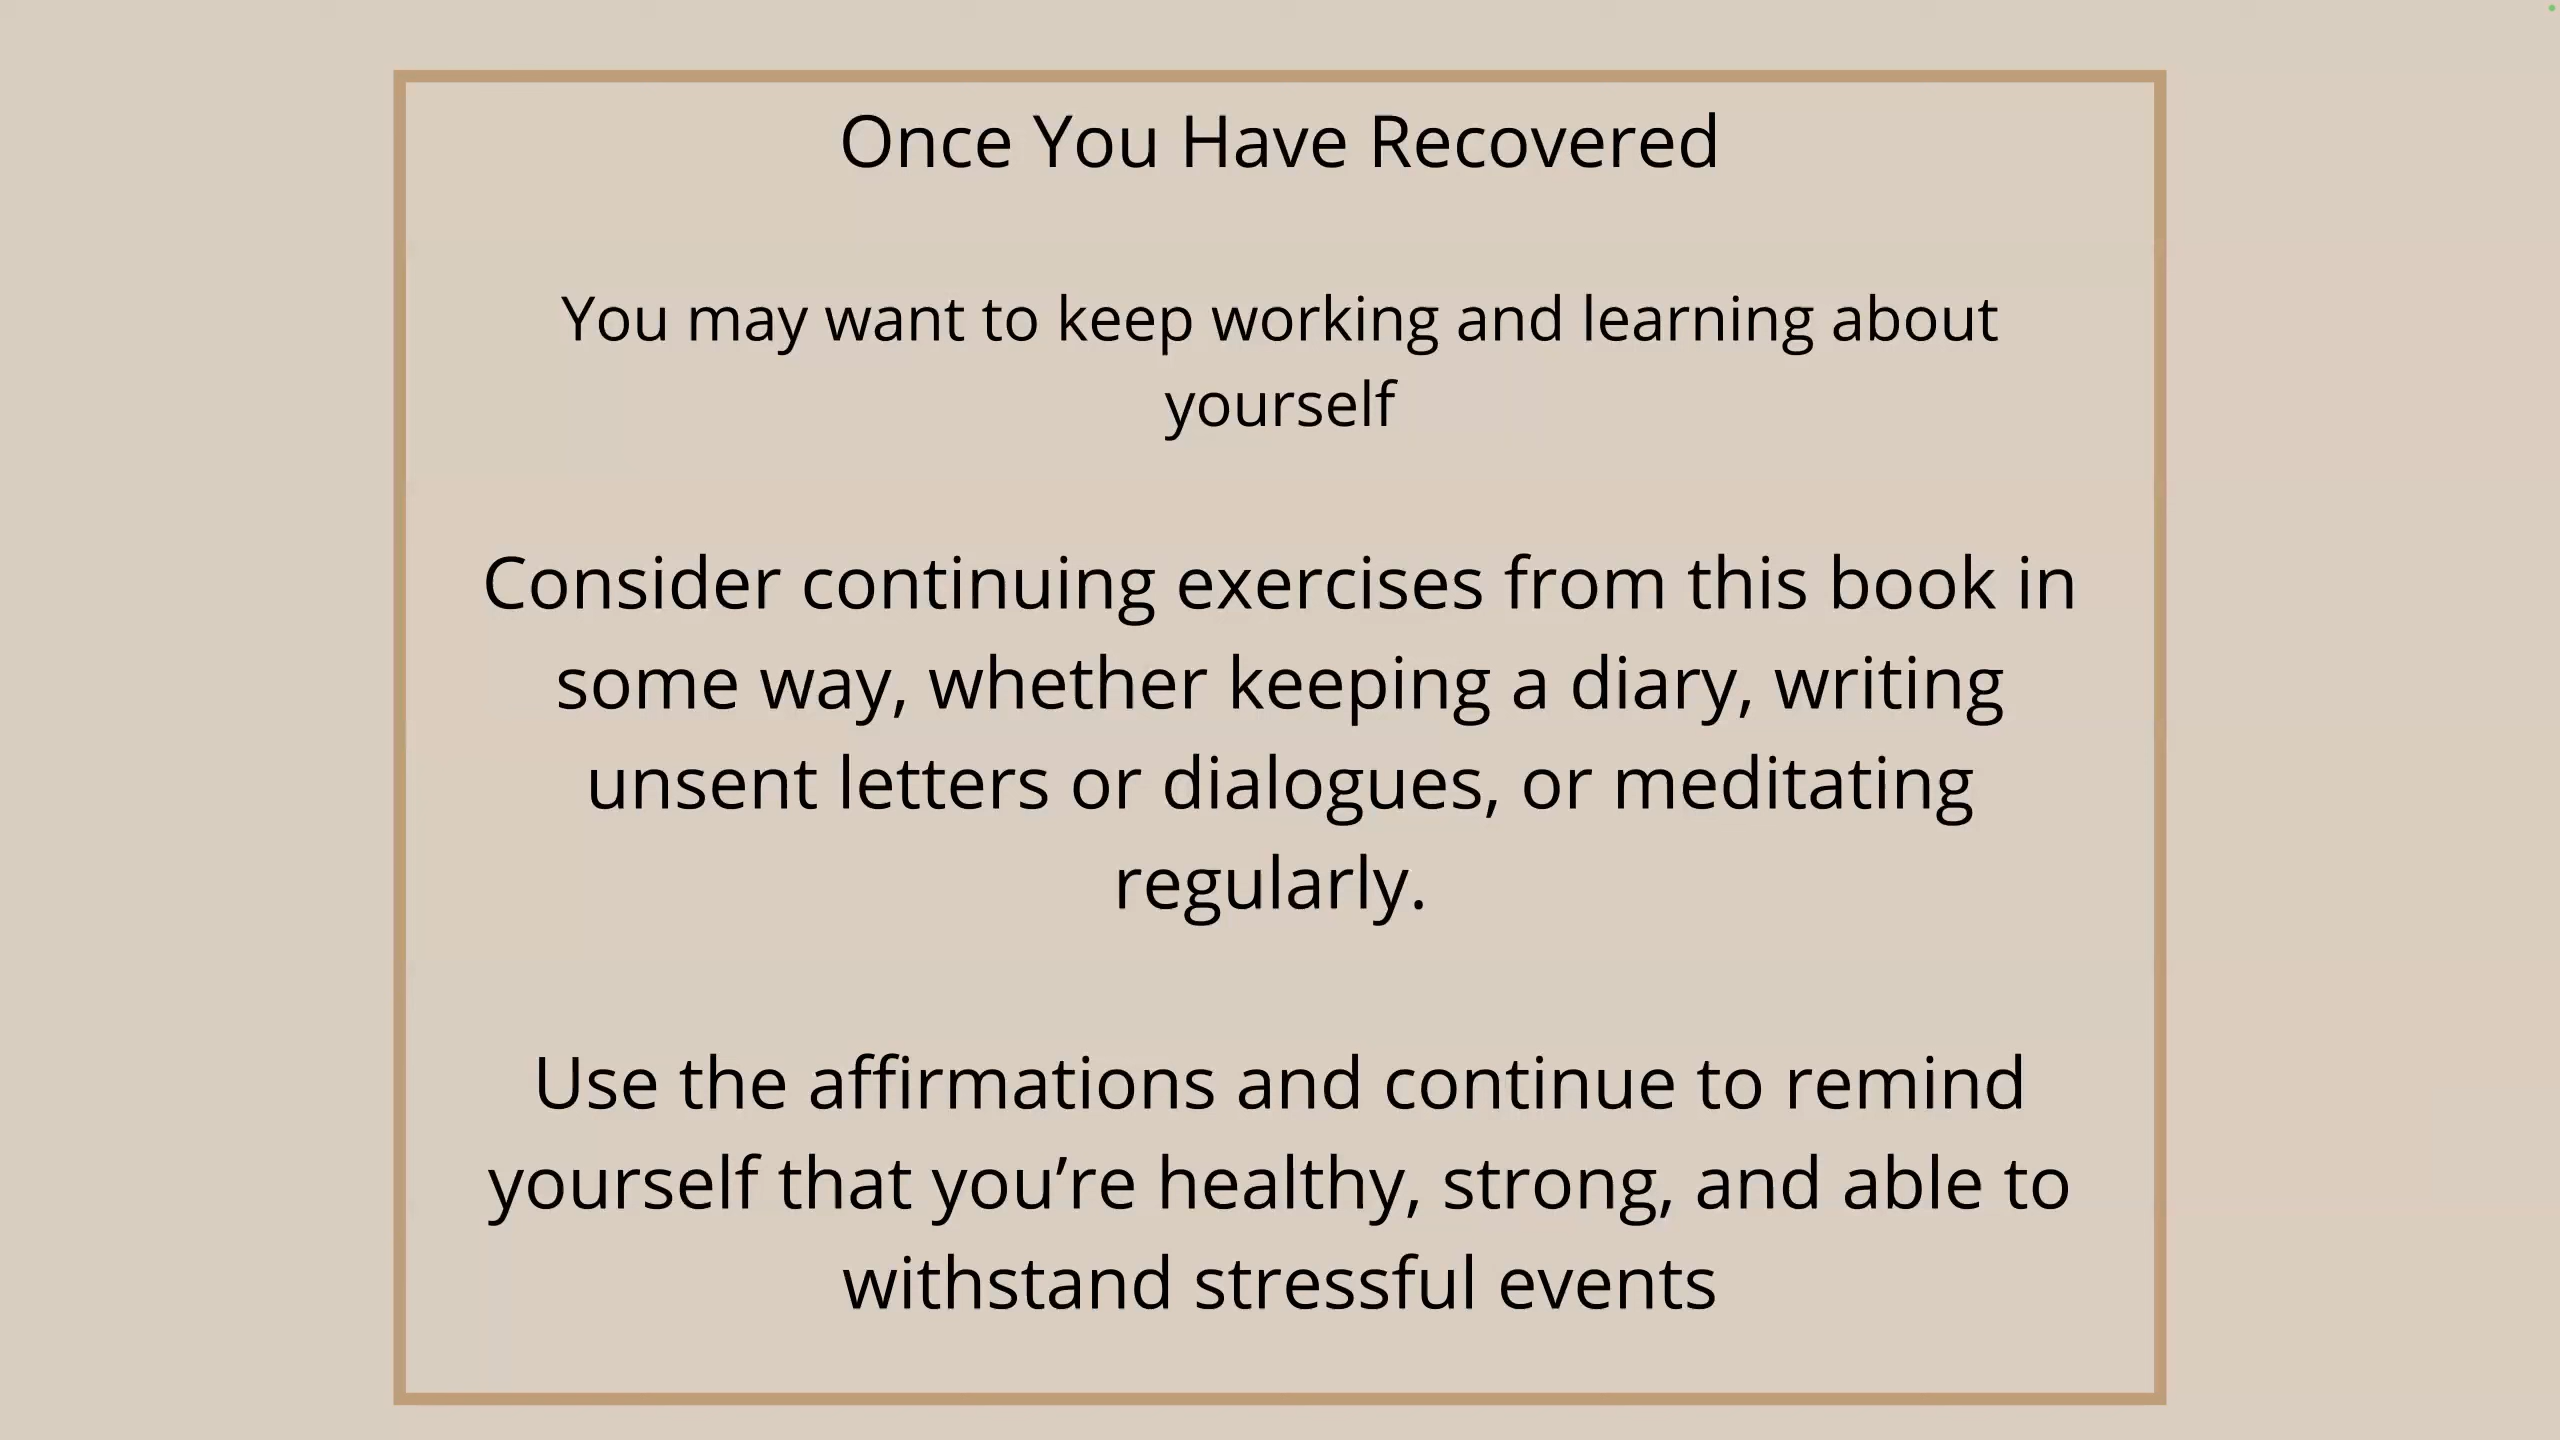 Once You Have Recovered
You may want to keep working and learning about
yourself
Consider continuing exercises from this book in
some way, whether keeping a diary, writing
unsent letters or dialogues, or meditating
regularly.
Use the affirmations and continue to remind
yourself that you’re healthy, strong, and able to
withstand stressful events